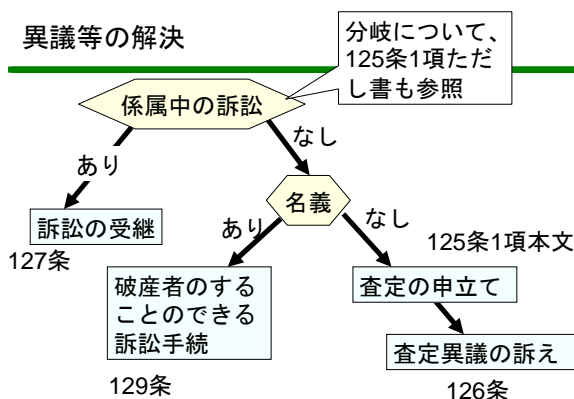 異議等の解決
分岐について、
125条1項ただ
し書も参照
係属中の訴訟
あり
なし
訴訟の受継
127条
名義
あり
なし
125条1項本文
破産者のする
ことのできる
訴訟手続
129条
査定の申立て
査定異議の訴え
126条